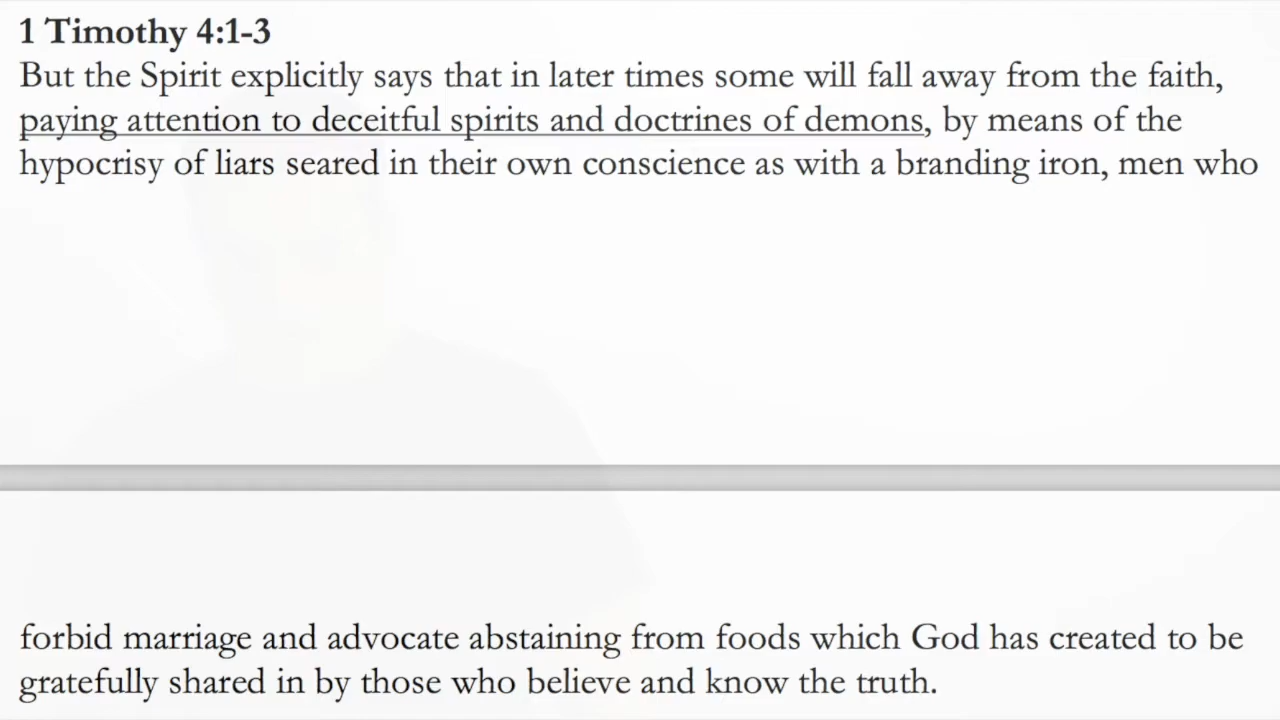 1 Timothy 4:1-3
But the Spirit explicitly says that in later times some will fall away from the faith,
paying attention to deceitful spirits and doctrines of demons, by means of the
hypocrisy of liars seared in their own conscience as with a branding iron, men who
forbid marriage and advocate abstaining from foods which God has created to be
gratefully shared in by those who believe and know the truth.